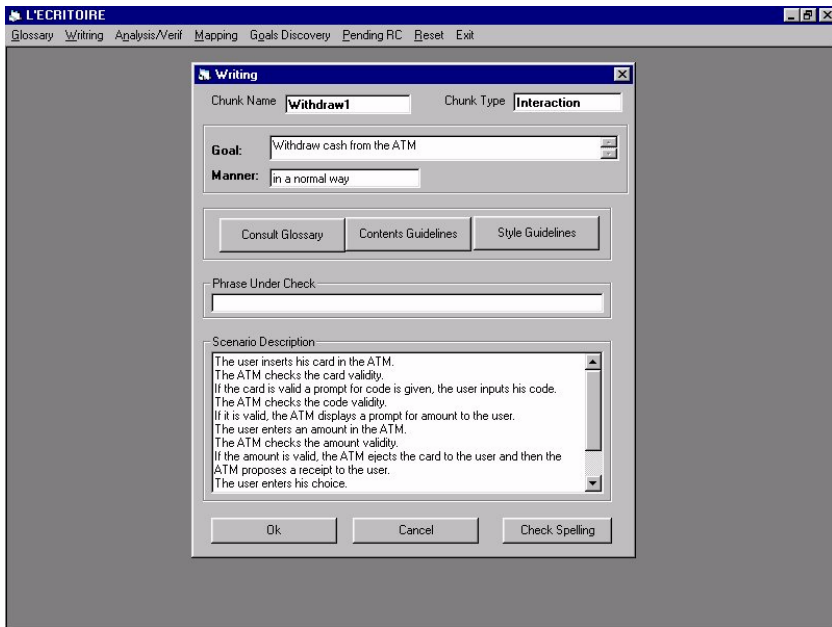 L'ECRITOIRE
Glossary Writring Analysis/Verif Mapping Goals Discovery Pending RC Reset Exit
Writing
Chunk Name Withdraw1 Chunk Type Interaction
Goal: Withdraw cash from the ATM
Manner: in a normal way
Consult Glossary Contents Guidelines Style Guidelines
Phrase Under Check
Scenario Description
The user inserts his card in the ATM.
The ATM checks the card validity.
If the card is valid a prompt for code is given, the user inputs his code.
The ATM checks the code validity.
If it is valid, the ATM displays a prompt for amount to the user.
The user enters an amount in the ATM.
The ATM checks the amount validity.
If the amount is valid, the ATM ejects the card to the user and then the
ATM proposes a receipt to the user.
The user enters his choice.
Ok Cancel Check Spelling